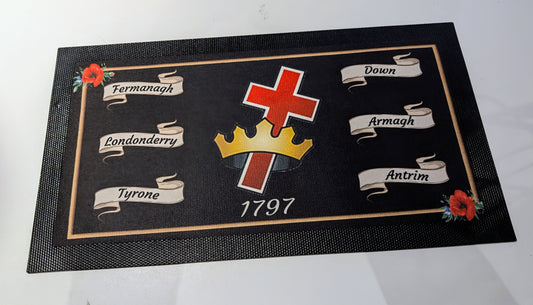 Fermanagh
Londonderry
Tyrone
Down
Armagh
Antrim
1797